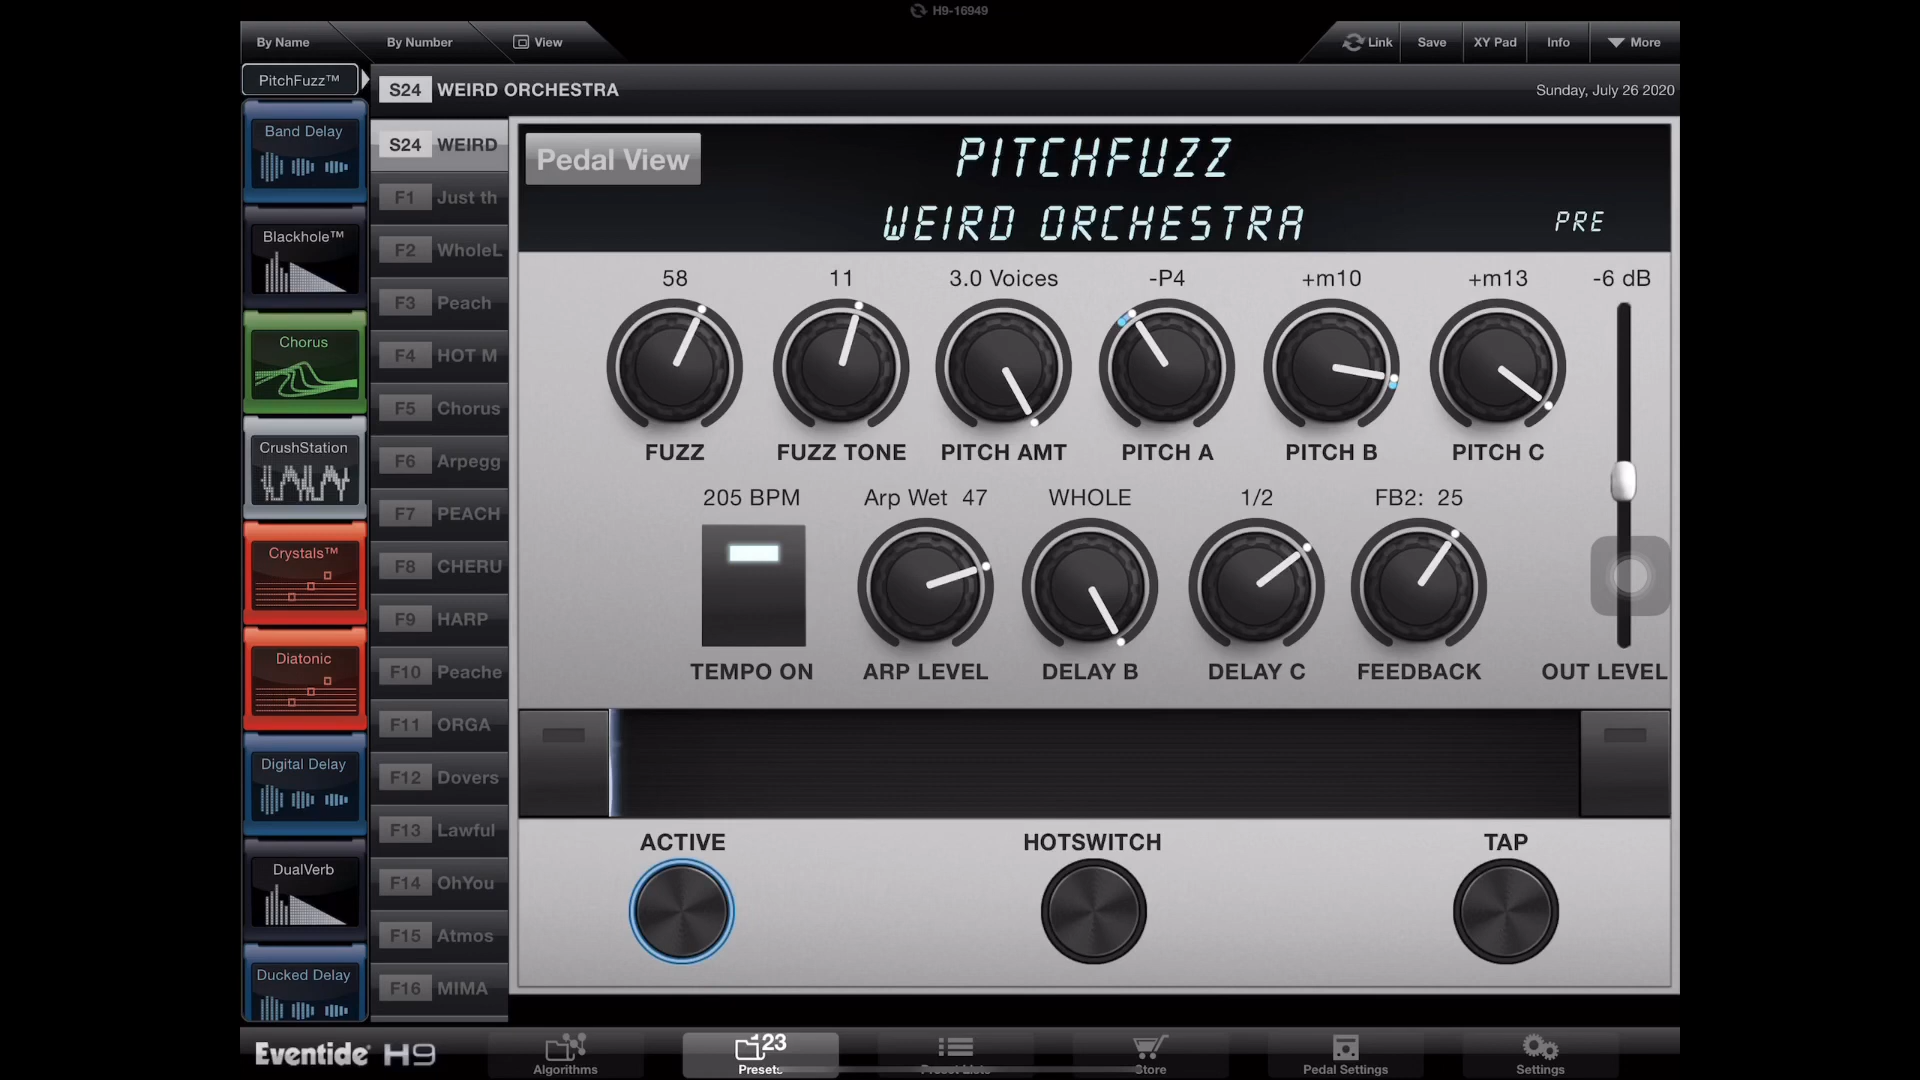 H9-16949
By Name
By Number
View
Link
Save
XY Pad
Info
More
PitchFuzz™
S24 WEIRD ORCHESTRA
Sunday, July 26 2020
Band Delay
Blackhole™
Chorus
CrushStation
Crystals™
Diatonic
Digital Delay
DualVerb
Ducked Delay
S24 WEIRD
F1 Just th
F2 WholeL
F3 Peach
F4 HOT M
F5 Chorus
F6 Arpegg
F7 PEACH
F8 CHERU
F9 HARP
F10 Peache
F11 ORGA
F12 Dovers
F13 Lawful
F14 OhYou
F15 Atmos
F16 MIMA
Pedal View
PITCHFUZZ
WEIRD ORCHESTRA
PRE
58
11
3.0 Voices
-P4
+m10
+m13
-6 dB
FUZZ
FUZZ TONE
PITCH AMT
PITCH A
PITCH B
PITCH C
205 BPM
Arp Wet 47
WHOLE
1/2
FB2: 25
TEMPO ON
ARP LEVEL
DELAY B
DELAY C
FEEDBACK
OUT LEVEL
ACTIVE
HOTSWITCH
TAP
Eventide H9
Algorithms
123
Presets
Preset Lists
Store
Pedal Settings
Settings